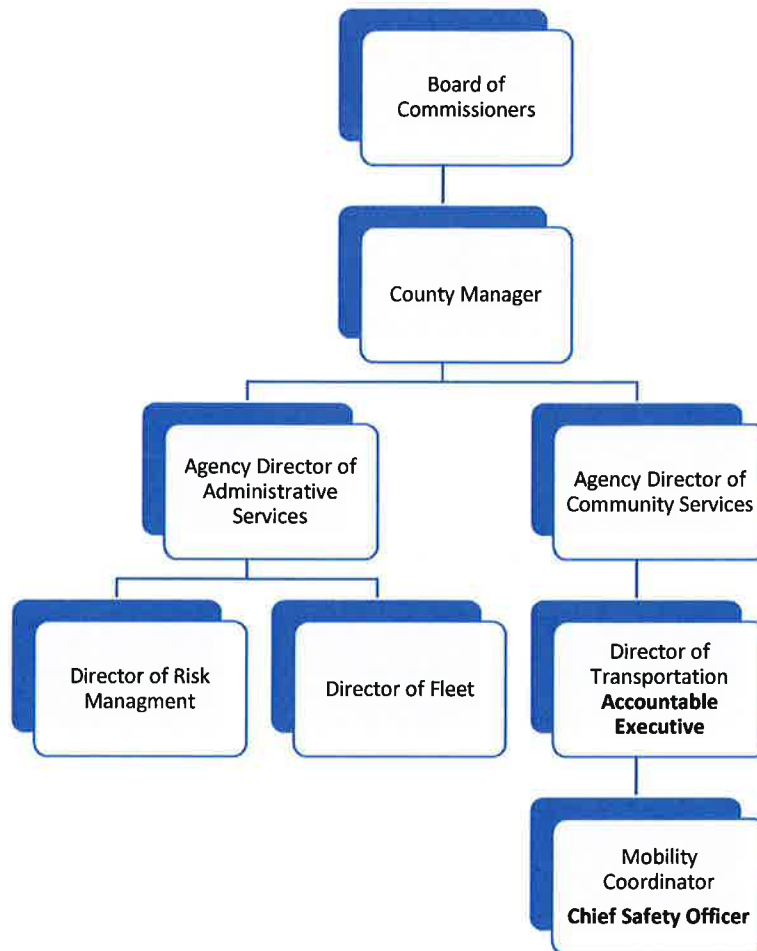 Board of
Commissioners
County Manager
Agency Director of
Administrative
Services
Agency Director of
Community Services
Director of Risk
Managment
Director of Fleet
Director of
Transportation
Accountable
Executive
Mobility
Coordinator
Chief Safety Officer